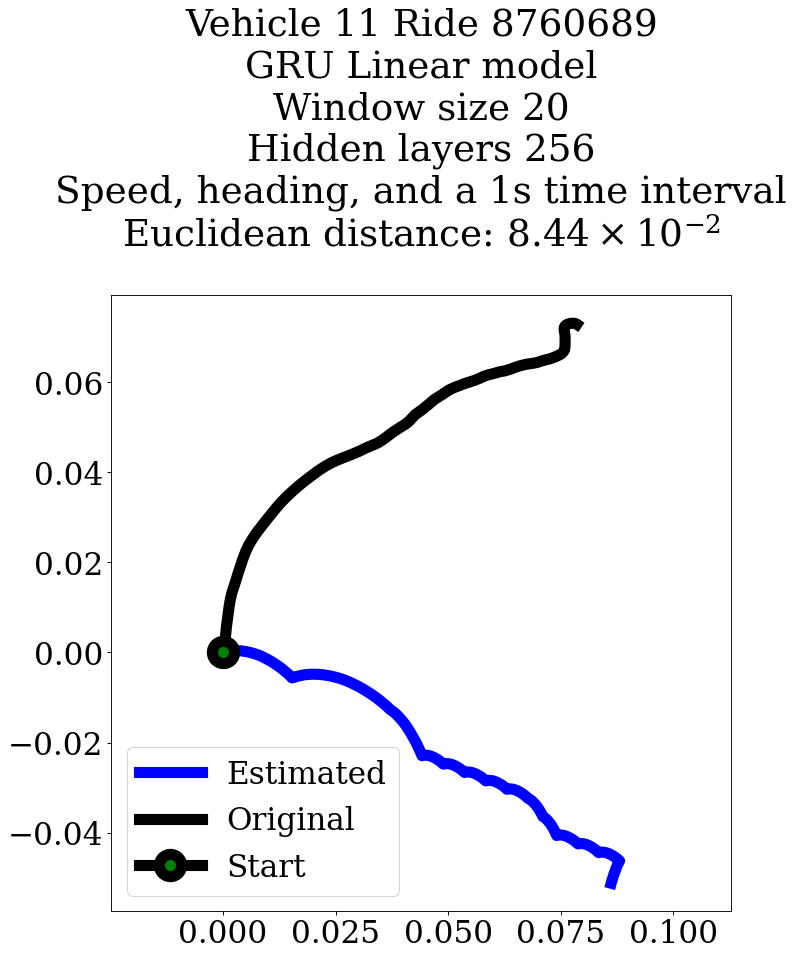 Vehicle 11 Ride 8760689
GRU Linear model
Window size 20
Hidden layers 256
Speed, heading, and a 1s time interval
Euclidean distance: 8.44 × 10⁻²
0.06
0.04
0.02
0.00
−0.02
−0.04
Estimated
Original
Start
0.000 0.025 0.050 0.075 0.100